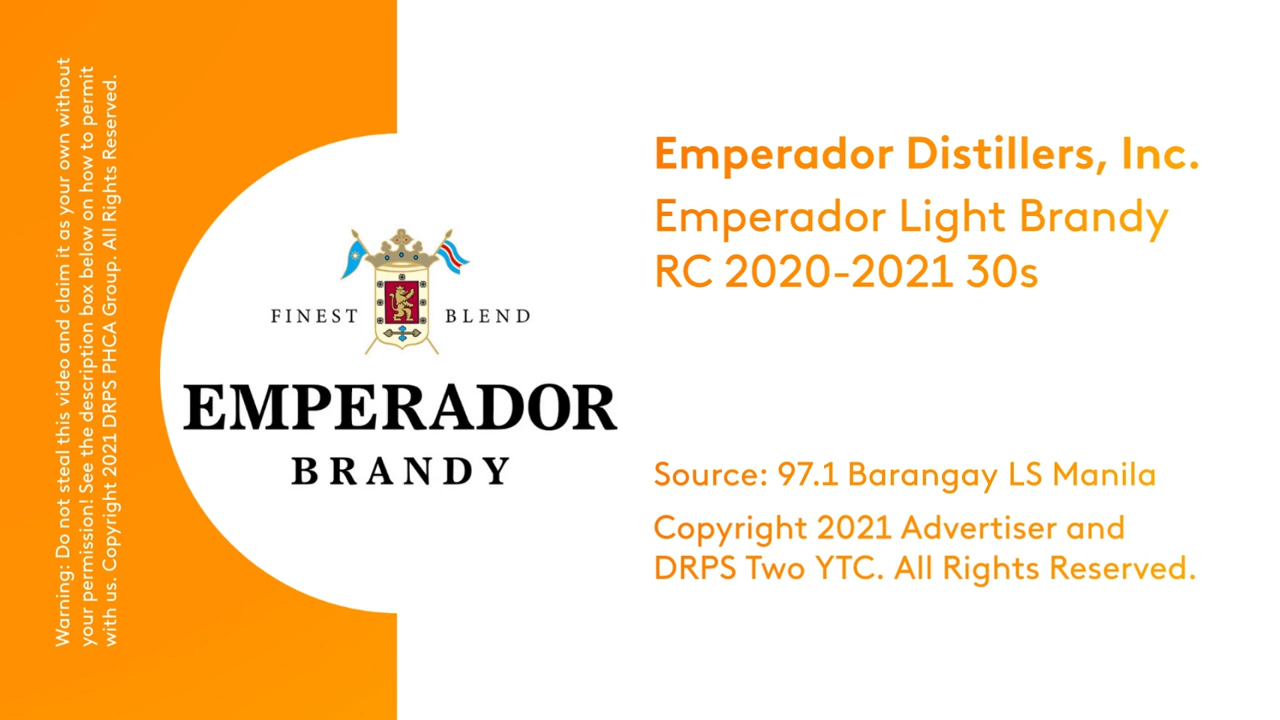 Warning: Do not steal this video and claim it as your own without
your permission! See the description box below on how to permit
with us. Copyright 2021 DRPS PHCA Group. All Rights Reserved.
FINEST BLEND
EMPERADOR
BRANDY
Emperador Distillers, Inc.
Emperador Light Brandy
RC 2020-2021 30s
Source: 97.1 Barangay LS Manila
Copyright 2021 Advertiser and
DRPS Two YTC. All Rights Reserved.